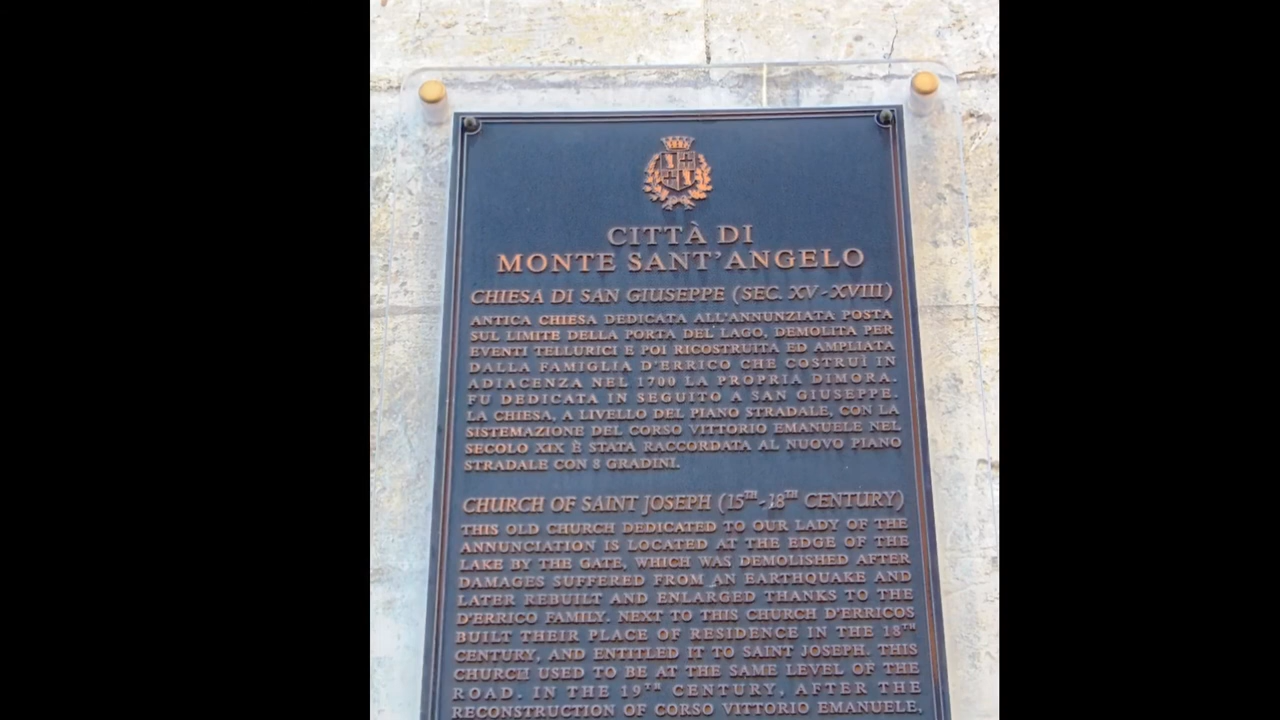 CITTÀ DI
MONTE SANT'ANGELO
CHIESA DI SAN GIUSEPPE (SEC. XV-XVIII)
ANTICA CHIESA DEDICATA ALL'ANNUNZIATA POSTA
SUL LIMITE DELLA PORTA DEL LAGO, DEMOLITA PER
EVENTI TELLURICI E POI RICOSTRUITA ED AMPLIATA
DALLA FAMIGLIA D'ERRICO CHE COSTRUÌ IN
ADIACENZA NEL 1700 LA PROPRIA DIMORA.
FU DEDICATA IN SEGUITO A SAN GIUSEPPE.
LA CHIESA, A LIVELLO DEL PIANO STRADALE, CON LA
SISTEMAZIONE DEL CORSO VITTORIO EMANUELE NEL
SECOLO XIX È STATA RACCORDATA AL NUOVO PIANO
STRADALE CON 8 GRADINI.
CHURCH OF SAINT JOSEPH (15TH-18TH CENTURY)
THIS OLD CHURCH DEDICATED TO OUR LADY OF THE
ANNUNCIATION IS LOCATED AT THE EDGE OF THE
LAKE BY THE GATE, WHICH WAS DEMOLISHED AFTER
DAMAGES SUFFERED FROM AN EARTHQUAKE AND
LATER REBUILT AND ENLARGED THANKS TO THE
D'ERRICO FAMILY. NEXT TO THIS CHURCH D'ERRICOS
BUILT THEIR PLACE OF RESIDENCE IN THE 18TH
CENTURY, AND ENTITLED IT TO SAINT JOSEPH. THIS
CHURCH USED TO BE AT THE SAME LEVEL OF THE
ROAD. IN THE 19TH CENTURY, AFTER THE
RECONSTRUCTION OF CORSO VITTORIO EMANUELE,